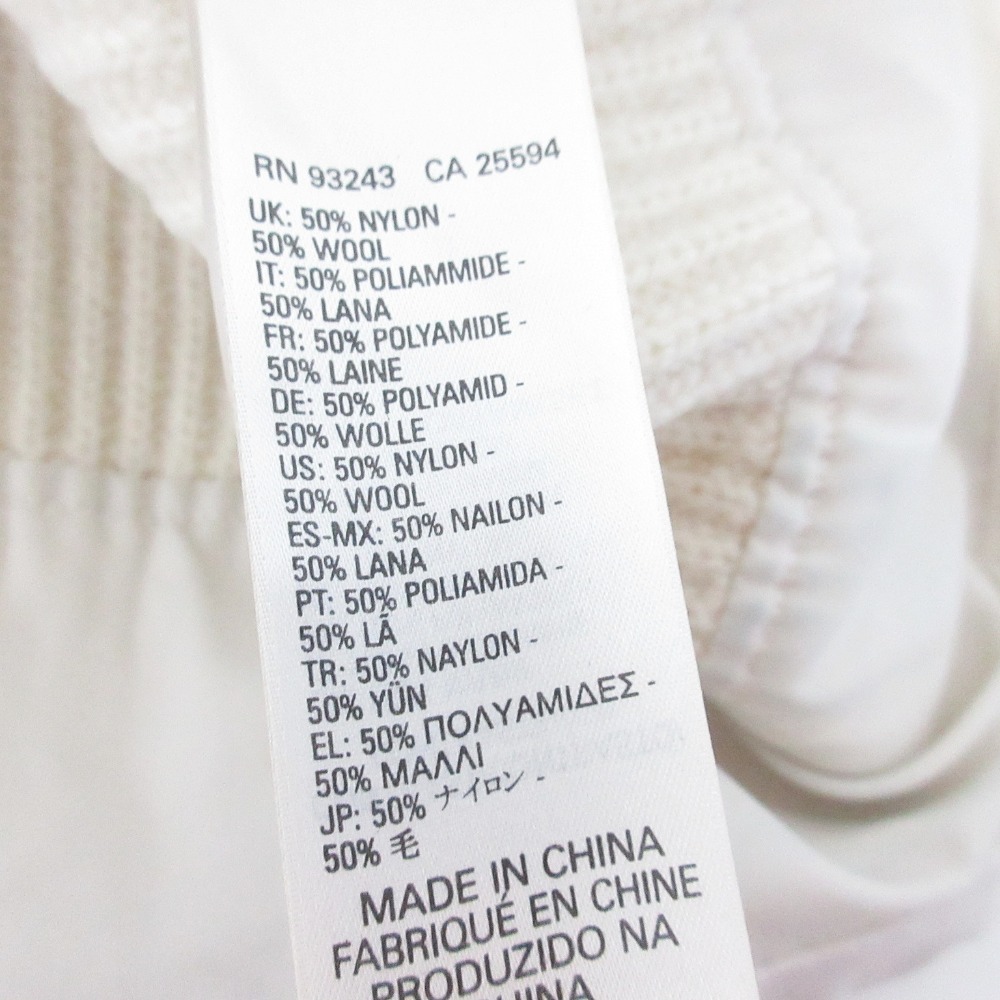 RN 93243 CA 25594
UK: 50% NYLON -
50% WOOL
IT: 50% POLIAMMIDE -
50% LANA
FR: 50% POLYAMIDE -
50% LAINE
DE: 50% POLYAMID -
50% WOLLE
US: 50% NYLON -
50% WOOL
ES-MX: 50% NAILON -
50% LANA
PT: 50% POLIAMIDA -
50% LÃ
TR: 50% NAYLON -
50% YÜN
EL: 50% ΠΟΛΥΑΜΙΔΕΣ -
50% ΜΑΛΛΙ
JP: 50% ナイロン -
50% 毛
MADE IN CHINA
FABRIQUÉ EN CHINE
PRODUZIDO NA
CHINA